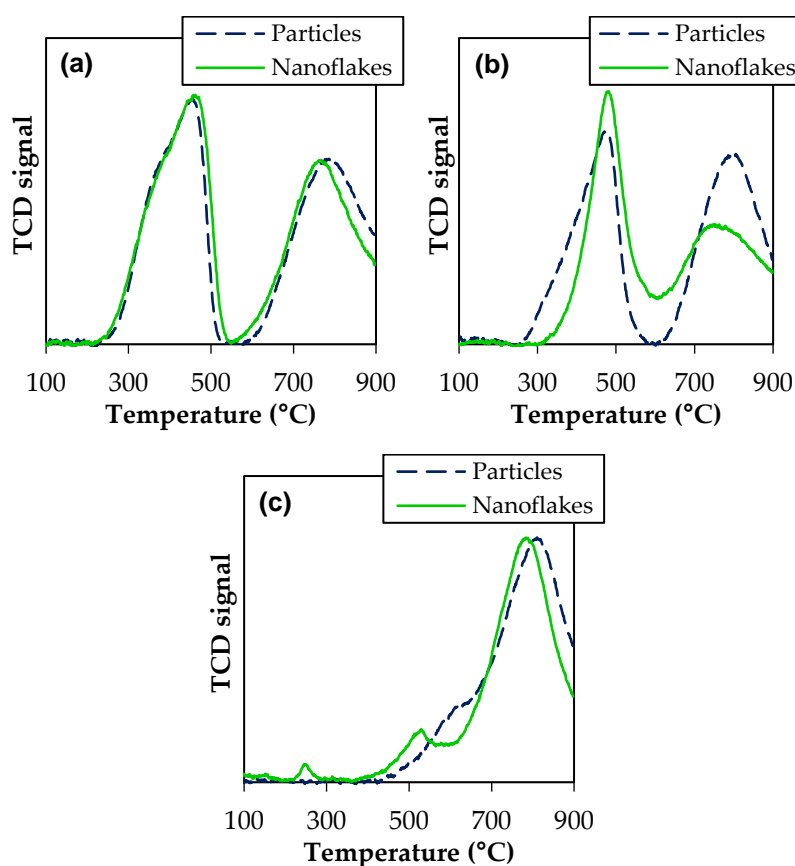 (a)
Particles
Nanoflakes
TCD signal
100 300 500 700 900
Temperature (°C)
(b)
Particles
Nanoflakes
TCD signal
100 300 500 700 900
Temperature (°C)
(c)
Particles
Nanoflakes
TCD signal
100 300 500 700 900
Temperature (°C)